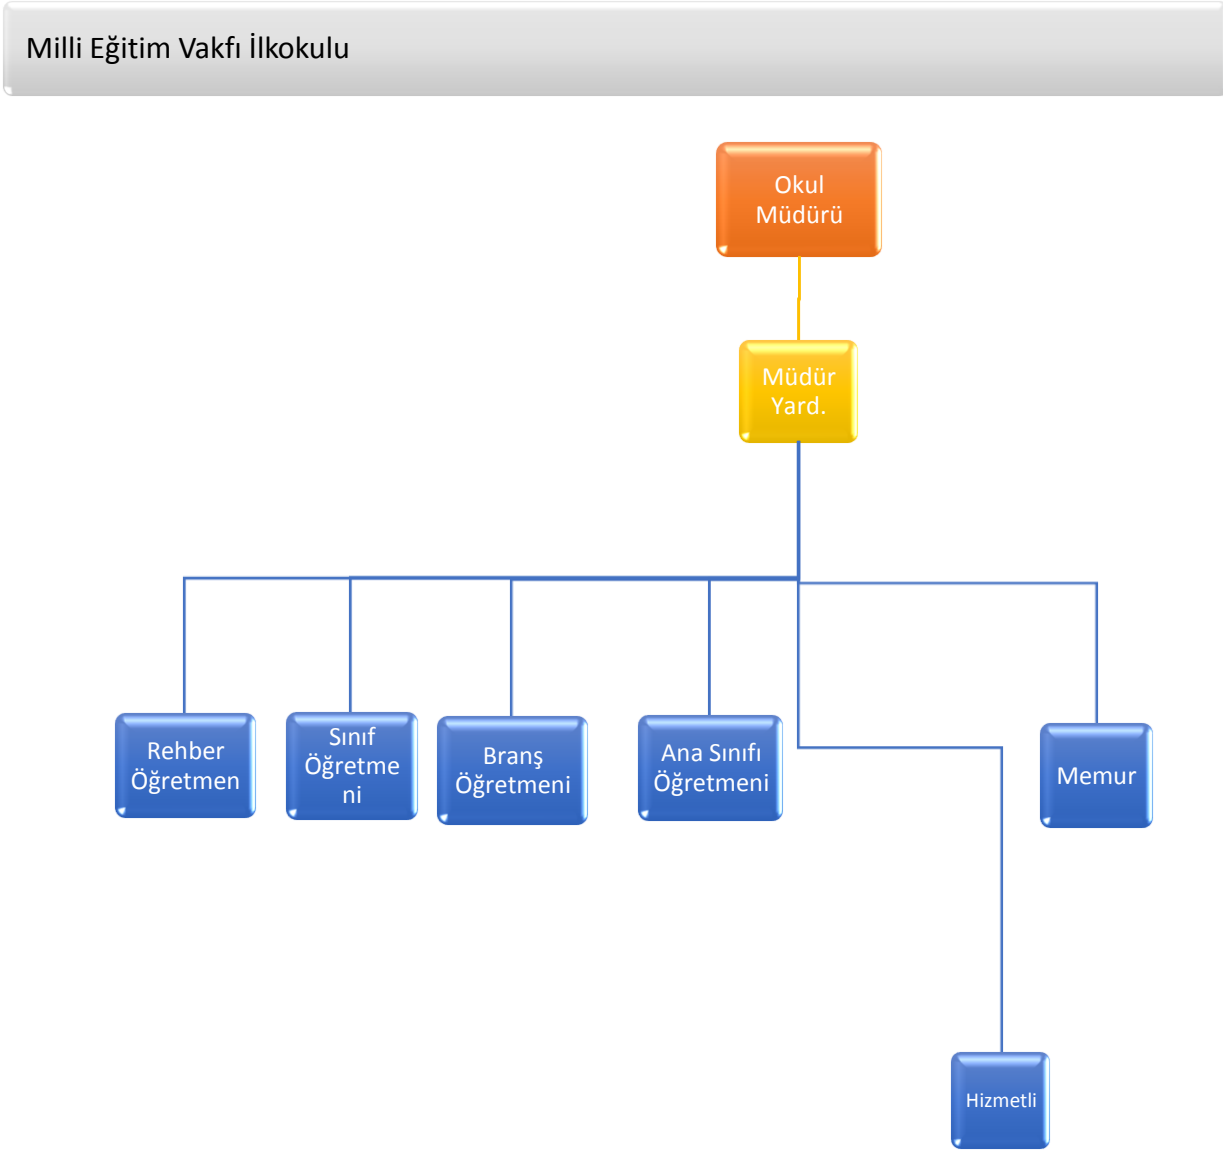 Milli Eğitim Vakfı İlkokulu
Okul
Müdürü
Müdür
Yard.
Rehber
Öğretmen
Sınıf
Öğretme
ni
Branş
Öğretmeni
Ana Sınıfı
Öğretmeni
Memur
Hizmetli